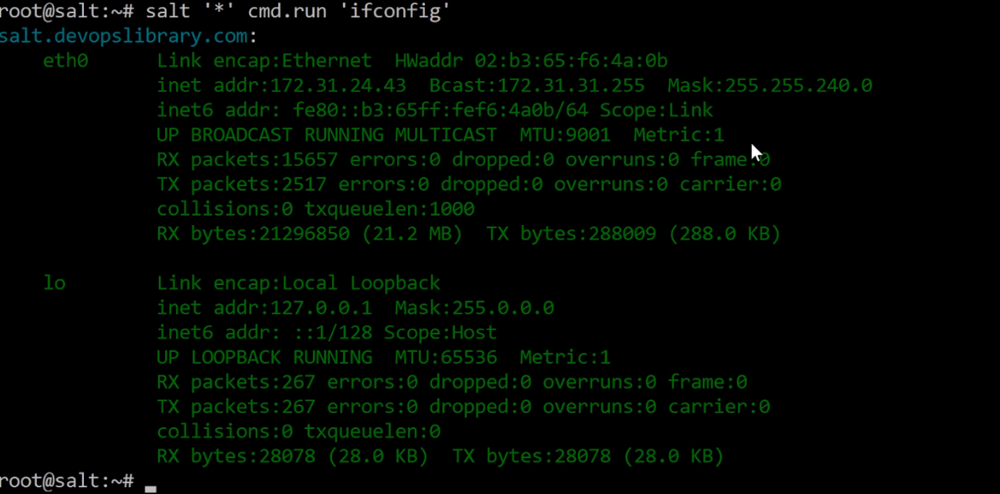 root@salt:~# salt '*' cmd.run 'ifconfig'
salt.devopslibrary.com:
    eth0      Link encap:Ethernet  HWaddr 02:b3:65:f6:4a:0b
              inet addr:172.31.24.43  Bcast:172.31.31.255  Mask:255.255.240.0
              inet6 addr: fe80::b3:65ff:fef6:4a0b/64 Scope:Link
              UP BROADCAST RUNNING MULTICAST  MTU:9001  Metric:1
              RX packets:15657 errors:0 dropped:0 overruns:0 frame:0
              TX packets:2517 errors:0 dropped:0 overruns:0 carrier:0
              collisions:0 txqueuelen:1000
              RX bytes:21296850 (21.2 MB)  TX bytes:288009 (288.0 KB)

    lo        Link encap:Local Loopback
              inet addr:127.0.0.1  Mask:255.0.0.0
              inet6 addr: ::1/128 Scope:Host
              UP LOOPBACK RUNNING  MTU:65536  Metric:1
              RX packets:267 errors:0 dropped:0 overruns:0 frame:0
              TX packets:267 errors:0 dropped:0 overruns:0 carrier:0
              collisions:0 txqueuelen:0
              RX bytes:28078 (28.0 KB)  TX bytes:28078 (28.0 KB)
root@salt:~#